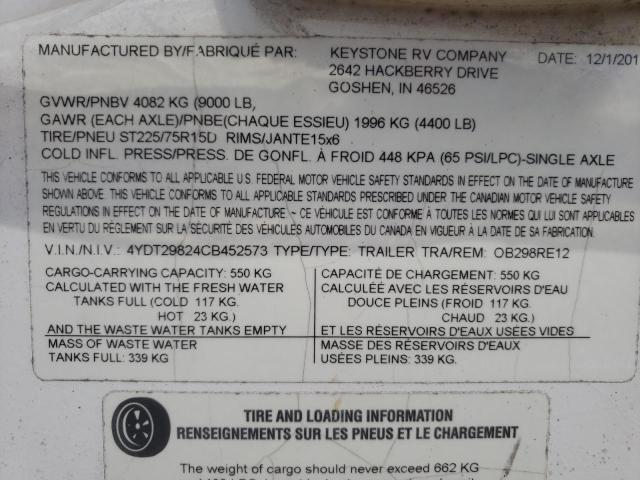 MANUFACTURED BY/FABRIQUÉ PAR: KEYSTONE RV COMPANY DATE: 12/1/201
2642 HACKBERRY DRIVE
GOSHEN, IN 46526
GVWR/PNBV 4082 KG (9000 LB,
GAWR (EACH AXLE)/PNBE(CHAQUE ESSIEU) 1996 KG (4400 LB)
TIRE/PNEU ST225/75R15D RIMS/JANTE15x6
COLD INFL. PRESS/PRESS. DE GONFL. À FROID 448 KPA (65 PSI/LPC)-SINGLE AXLE
THIS VEHICLE CONFORMS TO ALL APPLICABLE U.S. FEDERAL MOTOR VEHICLE SAFETY STANDARDS IN EFFECT ON THE DATE OF MANUFACTURE
SHOWN ABOVE. THIS VEHICLE CONFORMS TO ALL APPLICABLE STANDARDS PRESCRIBED UNDER THE CANADIAN MOTOR VEHICLE SAFETY
REGULATIONS IN EFFECT ON THE DATE OF MANUFACTURE. ~ CE VÉHICULE EST CONFORME À TOUTES LES NORMES QUI LUI SONT APPLICABLES
EN VERTU DU RÈGLEMENT SUR LA SÉCURITÉ DES VÉHICULES AUTOMOBILES DU CANADA EN VIGUEUR À LA DATE DE SA FABRICATION.
V.I.N./N.I.V.: 4YDT29824CB452573 TYPE/TYPE: TRAILER TRA/REM: OB298RE12
CARGO-CARRYING CAPACITY: 550 KG
CALCULATED WITH THE FRESH WATER
TANKS FULL (COLD 117 KG.
HOT 23 KG.)
AND THE WASTE WATER TANKS EMPTY
MASS OF WASTE WATER
TANKS FULL: 339 KG
CAPACITÉ DE CHARGEMENT: 550 KG
CALCULÉE AVEC LES RÉSERVOIRS D'EAU
DOUCE PLEINS (FROID 117 KG.
CHAUD 23 KG.)
ET LES RÉSERVOIRS D'EAUX USÉES VIDES
MASSE DES RÉSERVOIRS D'EAUX
USÉES PLEINS: 339 KG.
TIRE AND LOADING INFORMATION
RENSEIGNEMENTS SUR LES PNEUS ET LE CHARGEMENT
The weight of cargo should never exceed 662 KG